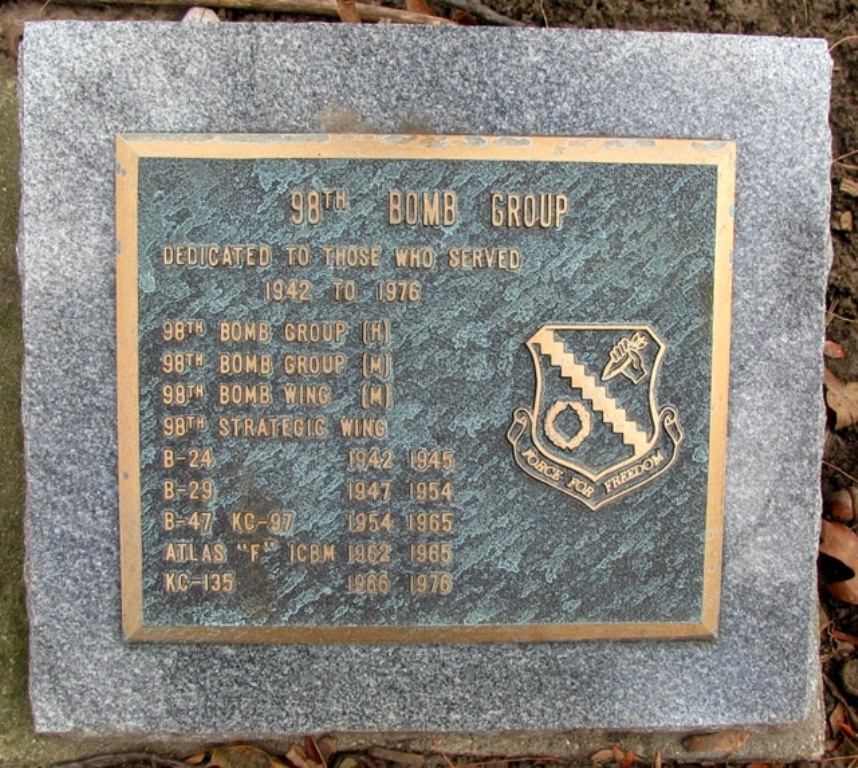 98TH BOMB GROUP
DEDICATED TO THOSE WHO SERVED
1942 TO 1976
98TH BOMB GROUP (H)
98TH BOMB GROUP (M)
98TH BOMB WING (M)
98TH STRATEGIC WING
B-24 1942 1945
B-29 1947 1954
B-47 KC-97 1954 1965
ATLAS "F" ICBM 1962 1965
KC-135 1966 1976
FORCE FOR FREEDOM